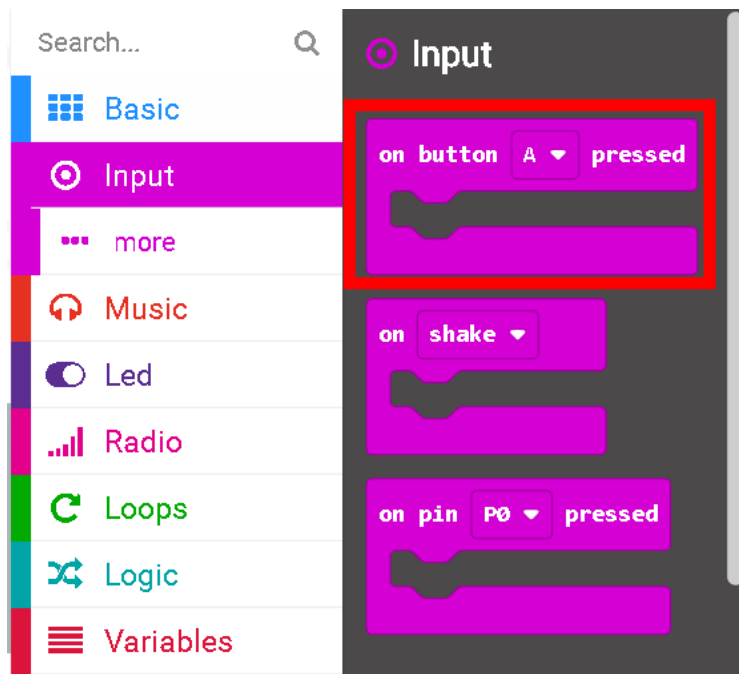 Search...
Basic
Input
more
Music
Led
Radio
Loops
Logic
Variables
Input
on button A pressed
on shake
on pin P0 pressed